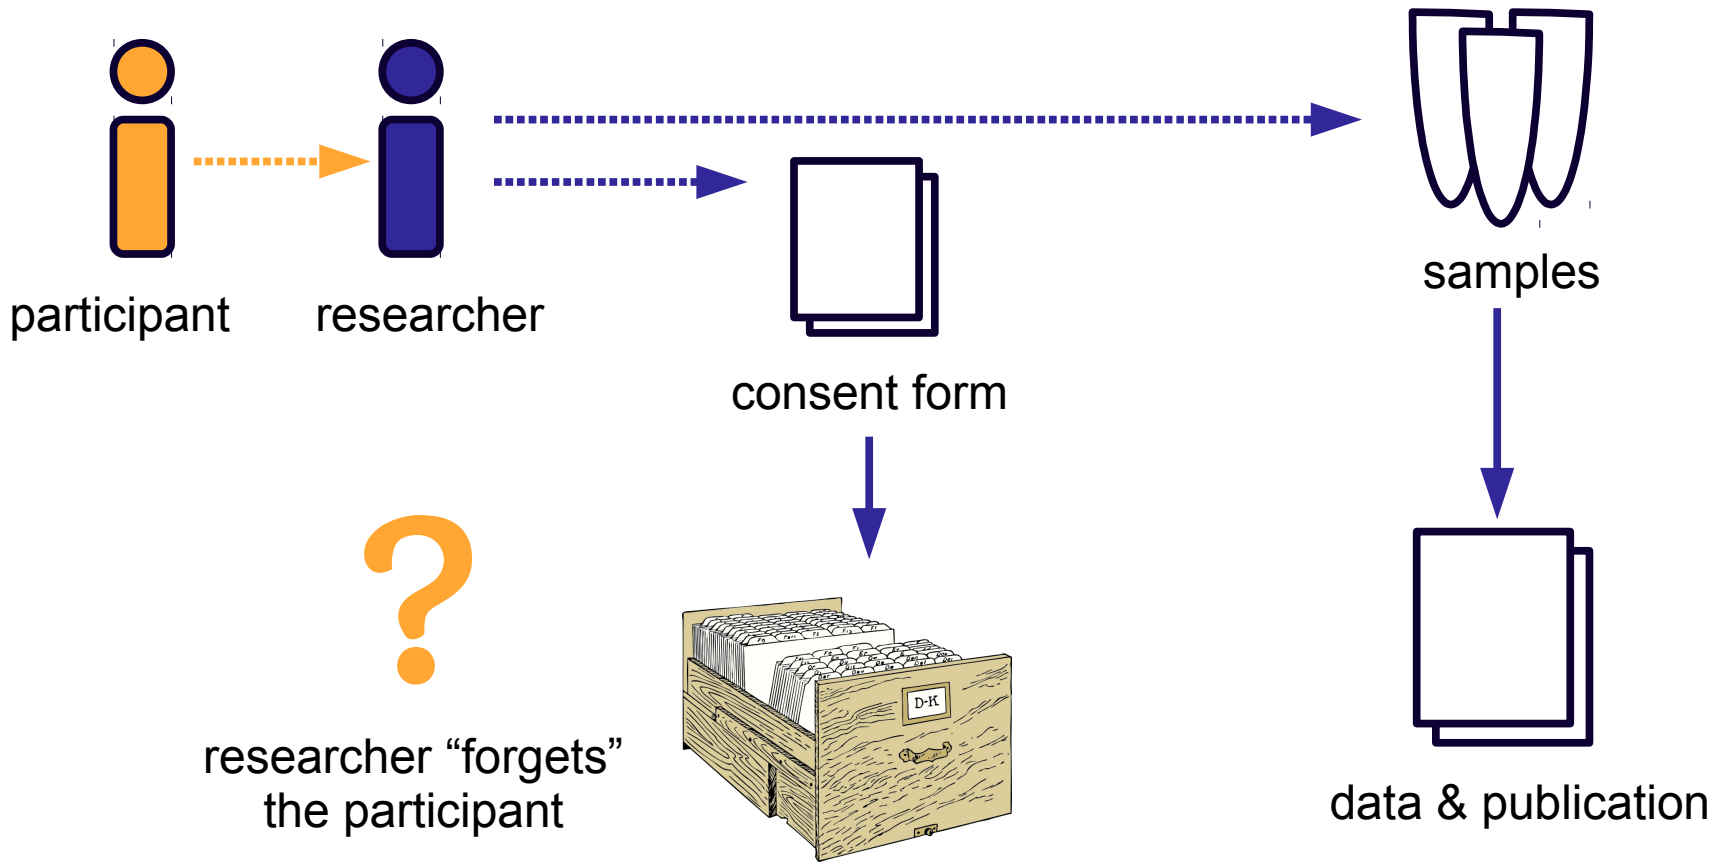 participant
researcher
samples
consent form
?
D-K
researcher “forgets”
the participant
data & publication